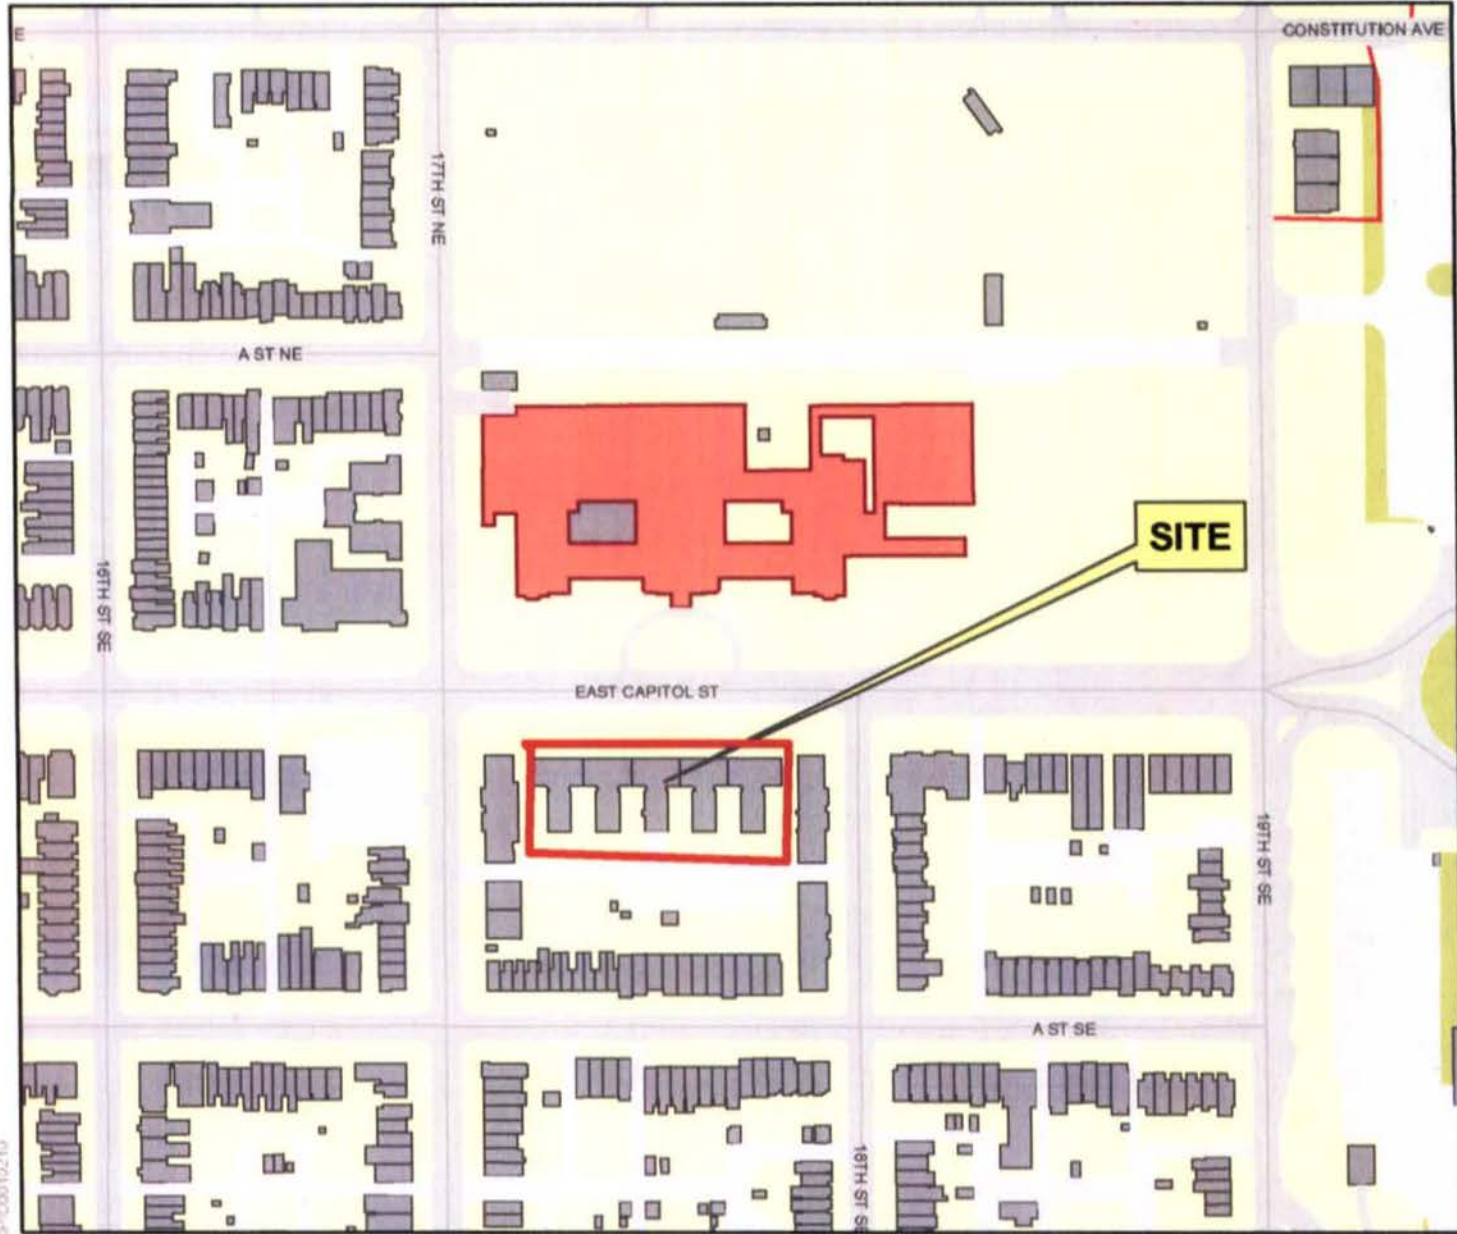 CONSTITUTION AVE
E
17TH ST NE
A ST NE
SITE
16TH ST SE
EAST CAPITOL ST
19TH ST SE
A ST SE
18TH ST SE